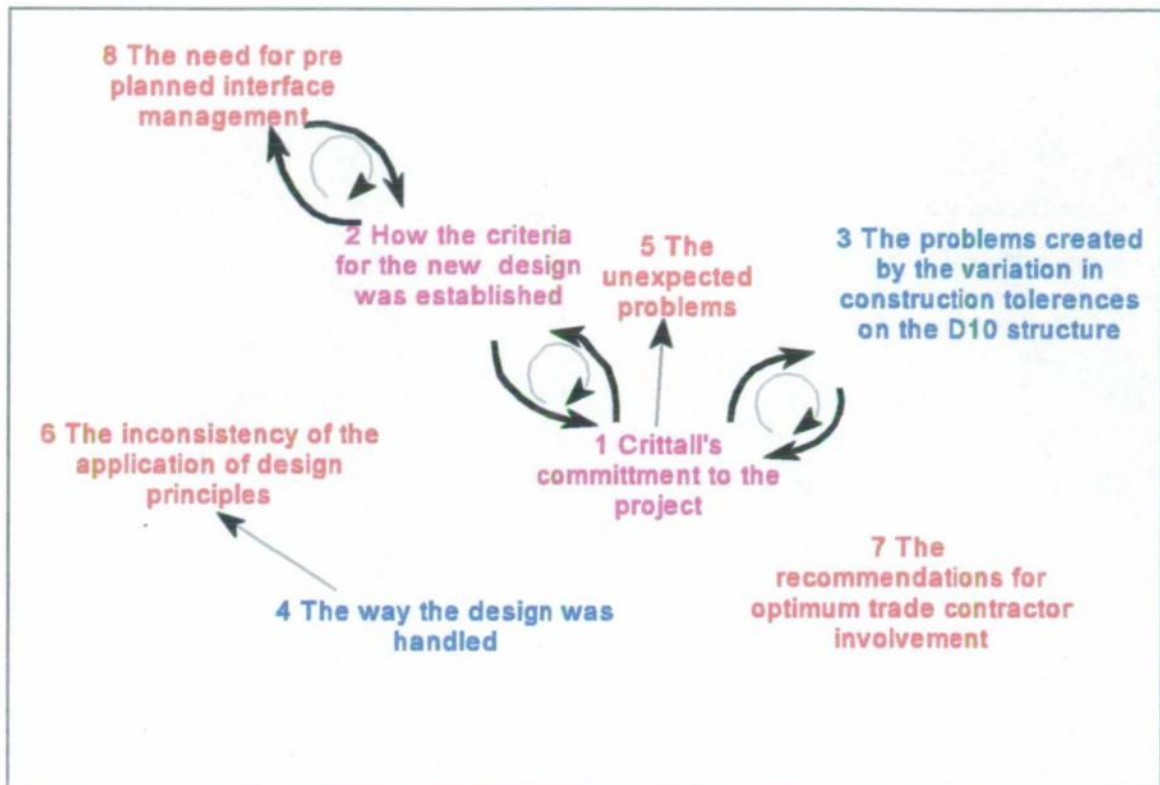 8 The need for pre
planned interface
management
2 How the criteria
for the new design
was established
5 The
unexpected
problems
3 The problems created
by the variation in
construction tolerences
on the D10 structure
6 The inconsistency of the
application of design
principles
1 Crittall's
committment to the
project
7 The
recommendations for
optimum trade contractor
involvement
4 The way the design was
handled